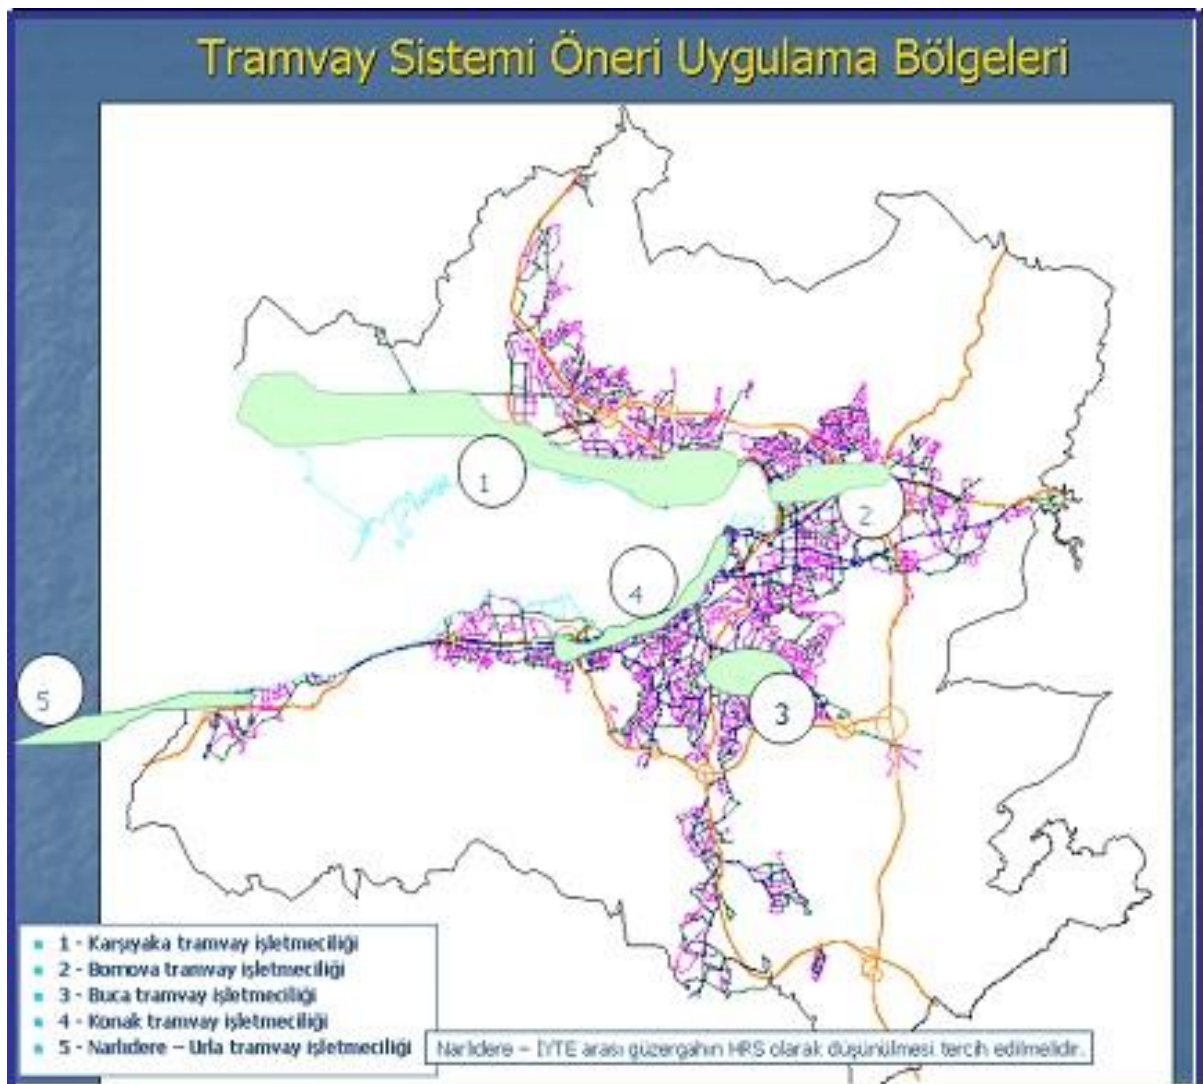 Tramvay Sistemi Öneri Uygulama Bölgeleri
1
2
4
5
3
1 - Karşıyaka tramvay işletmeciliği
2 - Bornova tramvay işletmeciliği
3 - Buca tramvay işletmeciliği
4 - Konak tramvay işletmeciliği
5 - Narlıdere – Urla tramvay işletmeciliği
Narlıdere – İYTE arası güzergahın HRS olarak düşünülmesi tercih edilmelidir.